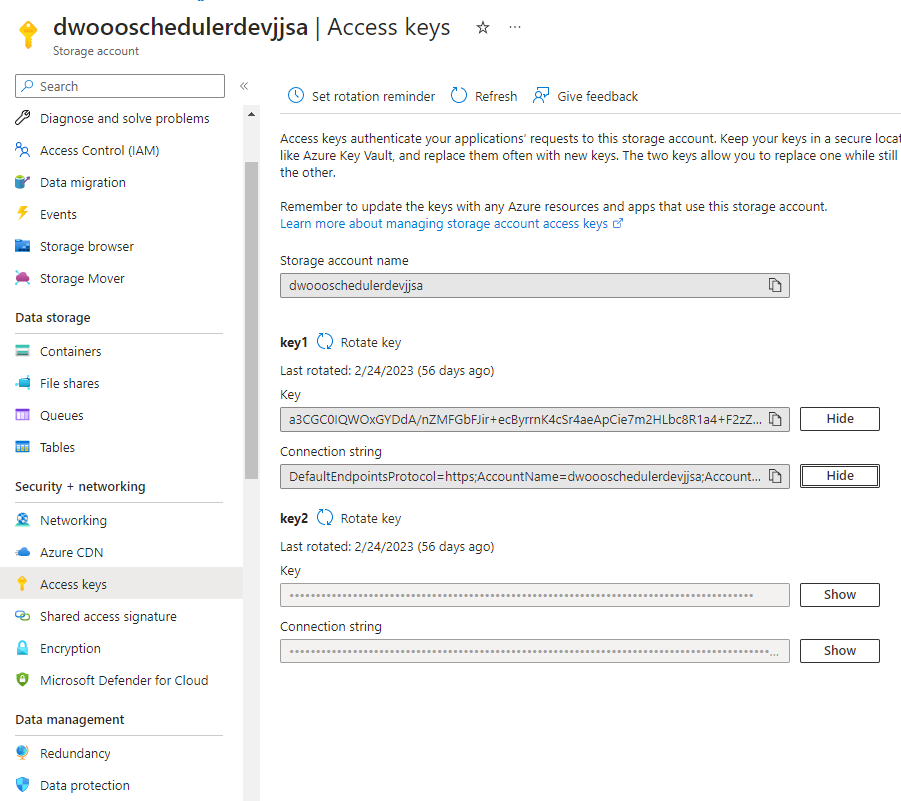 dwoooschedulerdevjjsa | Access keys
Storage account
Search
Diagnose and solve problems
Access Control (IAM)
Data migration
Events
Storage browser
Storage Mover
Data storage
Containers
File shares
Queues
Tables
Security + networking
Networking
Azure CDN
Access keys
Shared access signature
Encryption
Microsoft Defender for Cloud
Data management
Redundancy
Data protection
Set rotation reminder Refresh Give feedback
Access keys authenticate your applications' requests to this storage account. Keep your keys in a secure locat
like Azure Key Vault, and replace them often with new keys. The two keys allow you to replace one while still
the other.
Remember to update the keys with any Azure resources and apps that use this storage account.
Learn more about managing storage account access keys
Storage account name
dwoooschedulerdevjjsa
key1 Rotate key
Last rotated: 2/24/2023 (56 days ago)
Key
Hide
Connection string
DefaultEndpointsProtocol=https;AccountName=dwoooschedulerdevjjsa;Account... Hide
key2 Rotate key
Last rotated: 2/24/2023 (56 days ago)
Key
Show
Connection string
Show